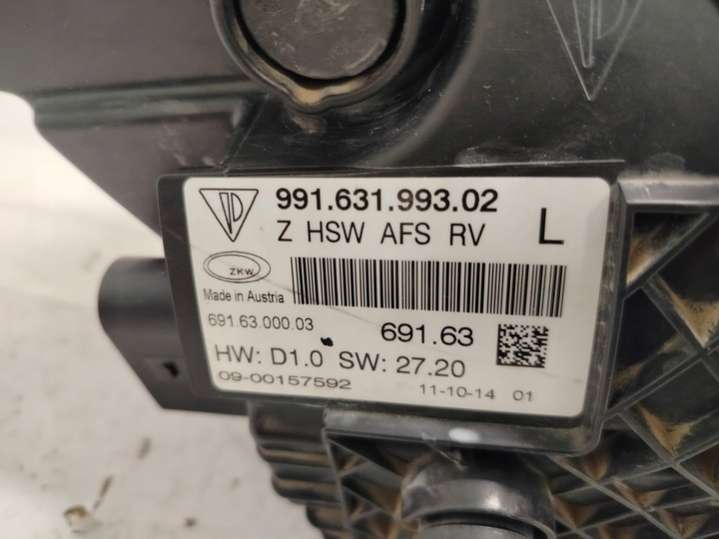 991.631.993.02
Z HSW AFS RV L
ZKW
Made in Austria
691.63.000.03 691.63
HW: D1.0 SW: 27.20
09-00157592 11-10-14 01